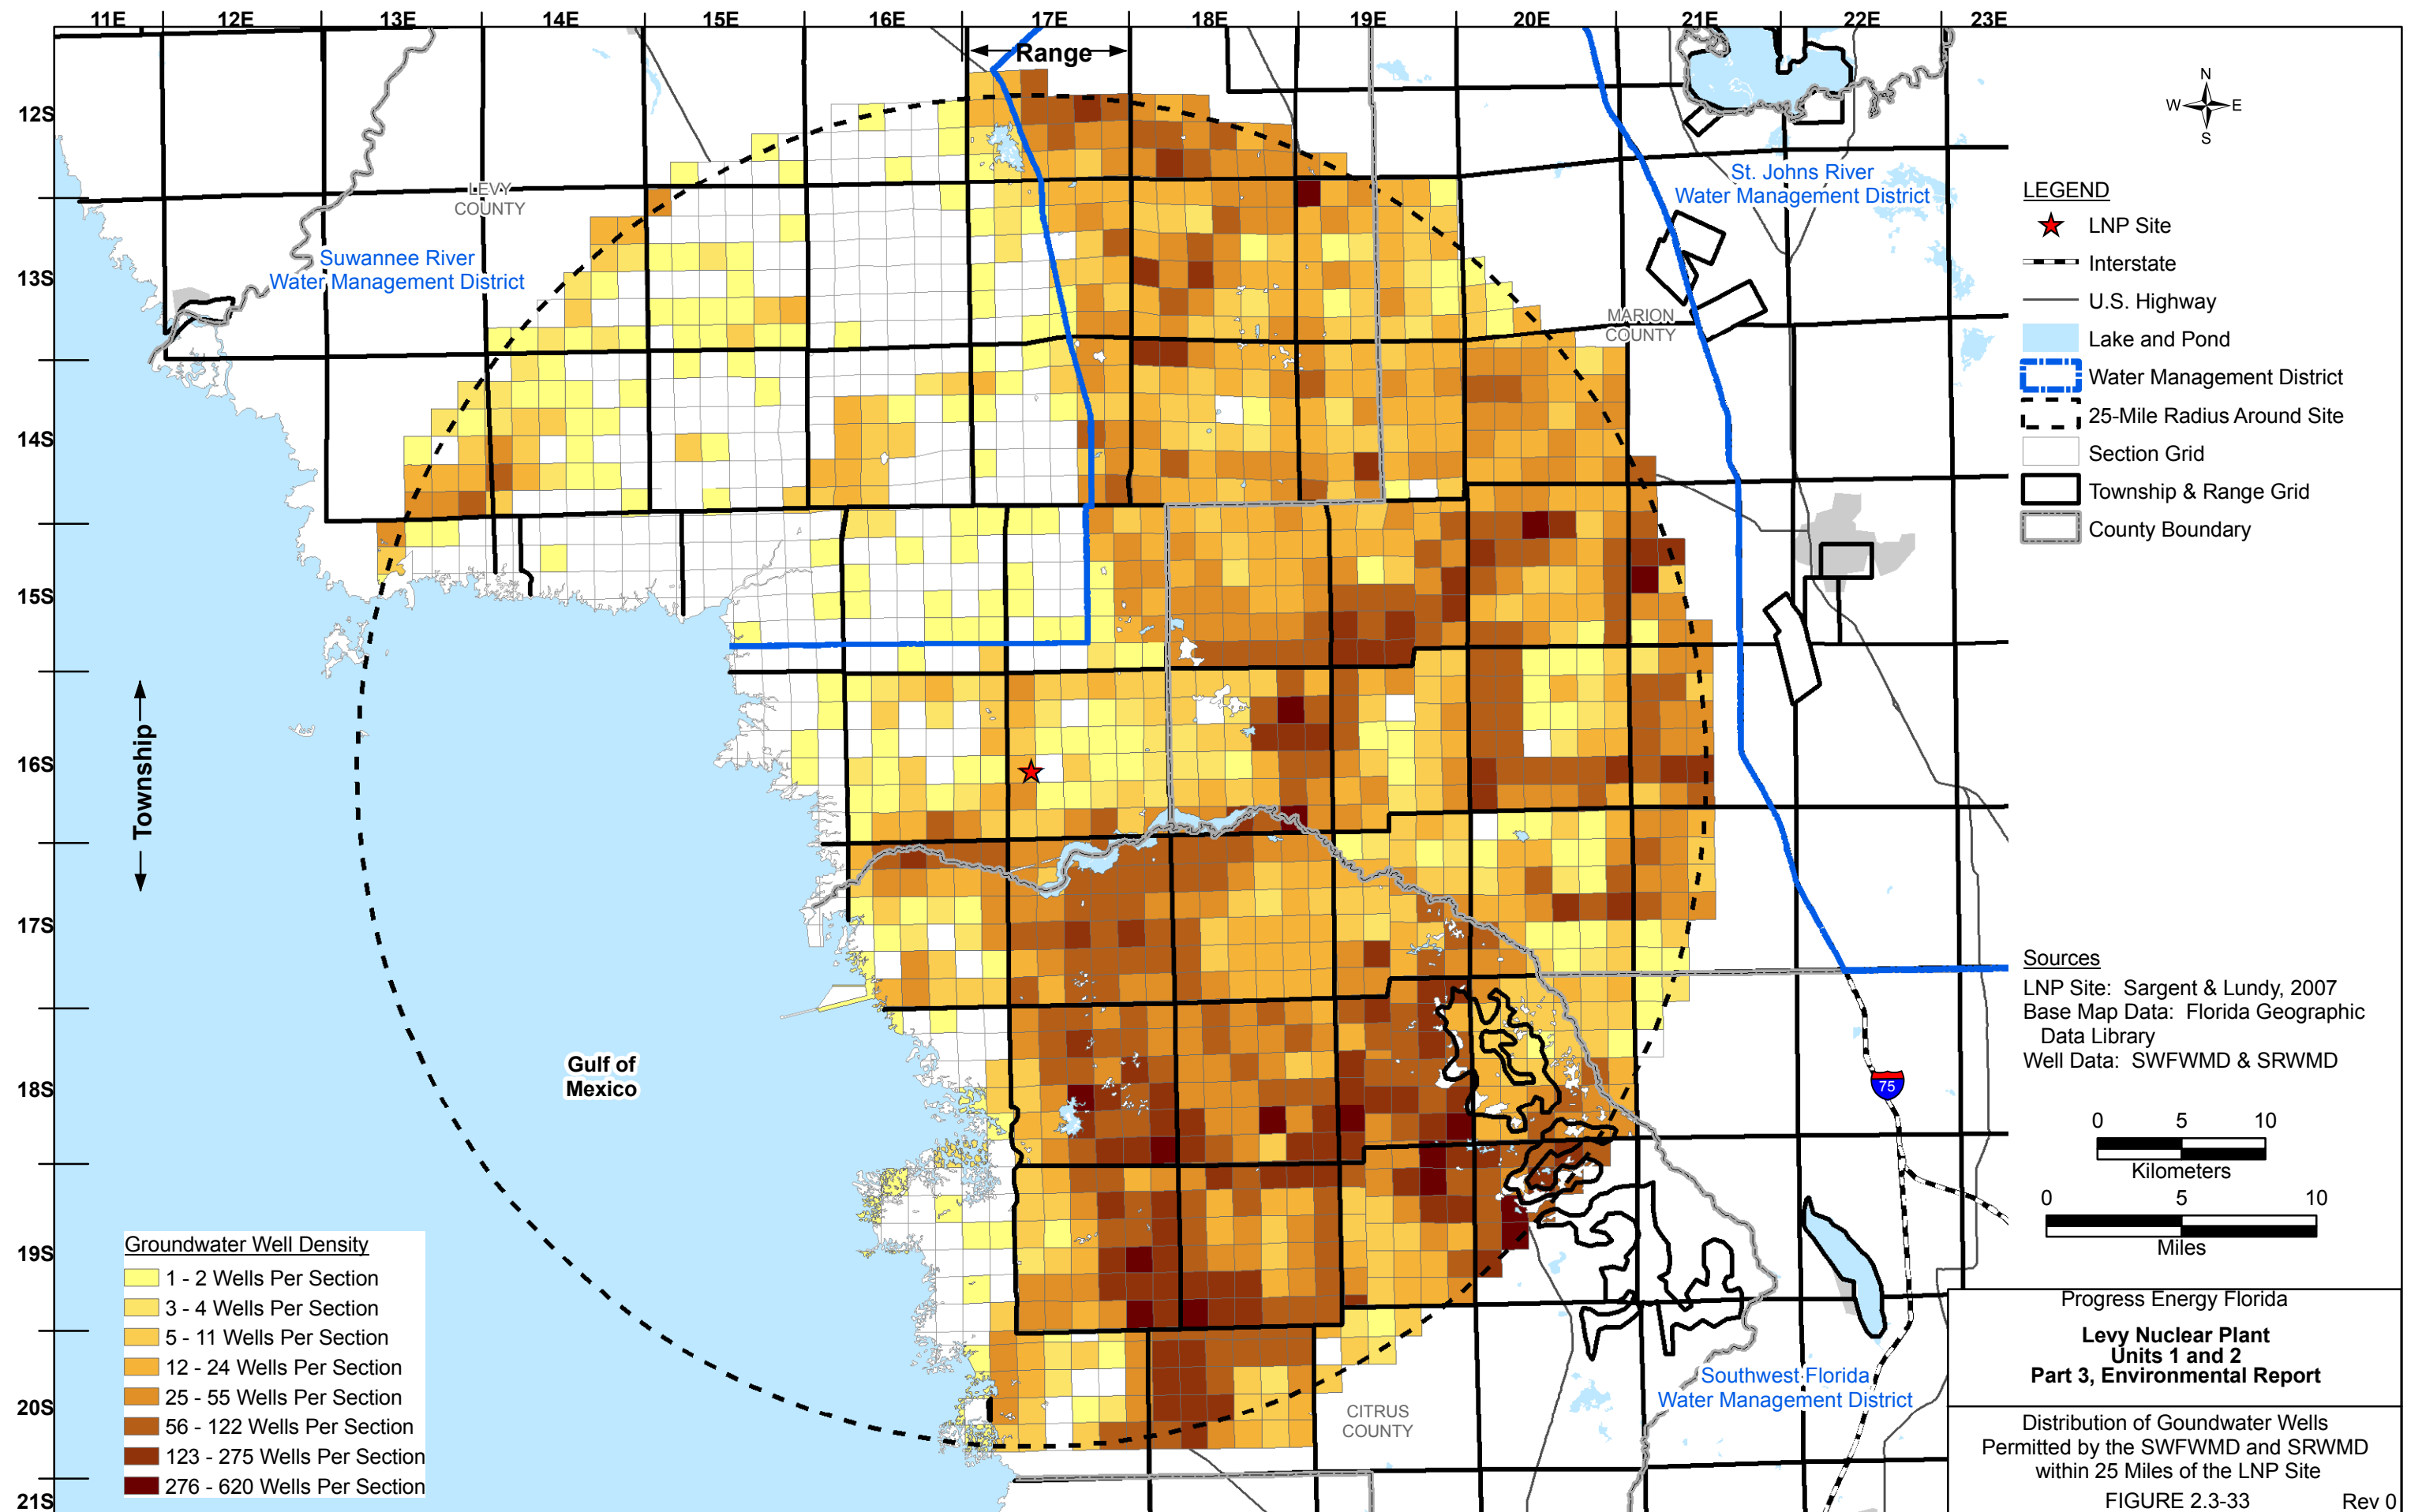 11E 12E 13E 14E 15E 16E 17E 18E 19E 20E 21E 22E 23E
Range
12S
13S
14S
15S
16S
17S
18S
19S
20S
21S
Township
LEVY
COUNTY
Suwannee River
Water Management District
St. Johns River
Water Management District
MARION
COUNTY
Gulf of
Mexico
CITRUS
COUNTY
Southwest Florida
Water Management District
75
N
W E
S
LEGEND
LNP Site
Interstate
U.S. Highway
Lake and Pond
Water Management District
25-Mile Radius Around Site
Section Grid
Township & Range Grid
County Boundary
Sources
LNP Site: Sargent & Lundy, 2007
Base Map Data: Florida Geographic
Data Library
Well Data: SWFWMD & SRWMD
0 5 10
Kilometers
0 5 10
Miles
Groundwater Well Density
1 - 2 Wells Per Section
3 - 4 Wells Per Section
5 - 11 Wells Per Section
12 - 24 Wells Per Section
25 - 55 Wells Per Section
56 - 122 Wells Per Section
123 - 275 Wells Per Section
276 - 620 Wells Per Section
Progress Energy Florida
Levy Nuclear Plant
Units 1 and 2
Part 3, Environmental Report
Distribution of Goundwater Wells
Permitted by the SWFWMD and SRWMD
within 25 Miles of the LNP Site
FIGURE 2.3-33 Rev 0